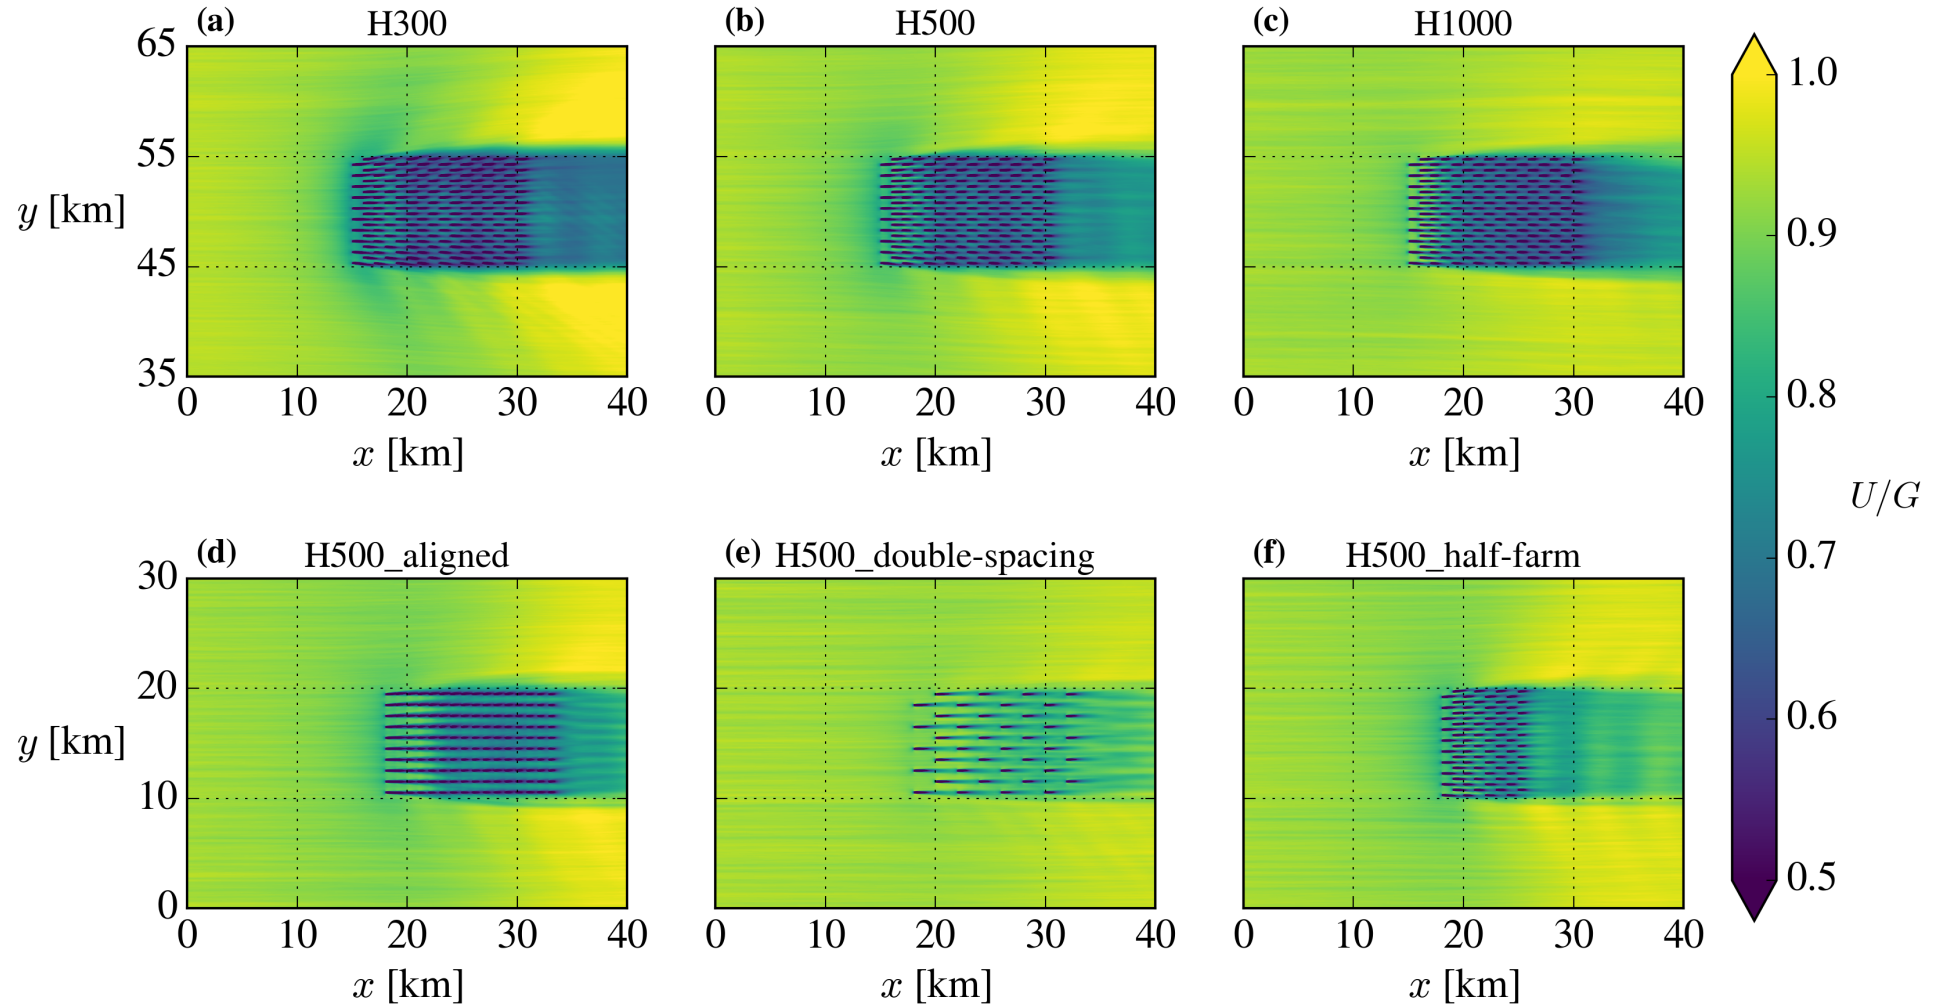 (a) H300
(b) H500
(c) H1000
65
55
45
35
y [km]
0 10 20 30 40
0 10 20 30 40
0 10 20 30 40
x [km]
x [km]
x [km]
1.0
0.9
0.8
0.7
0.6
0.5
U/G
(d) H500_aligned
(e) H500_double-spacing
(f) H500_half-farm
30
20
10
0
y [km]
0 10 20 30 40
0 10 20 30 40
0 10 20 30 40
x [km]
x [km]
x [km]